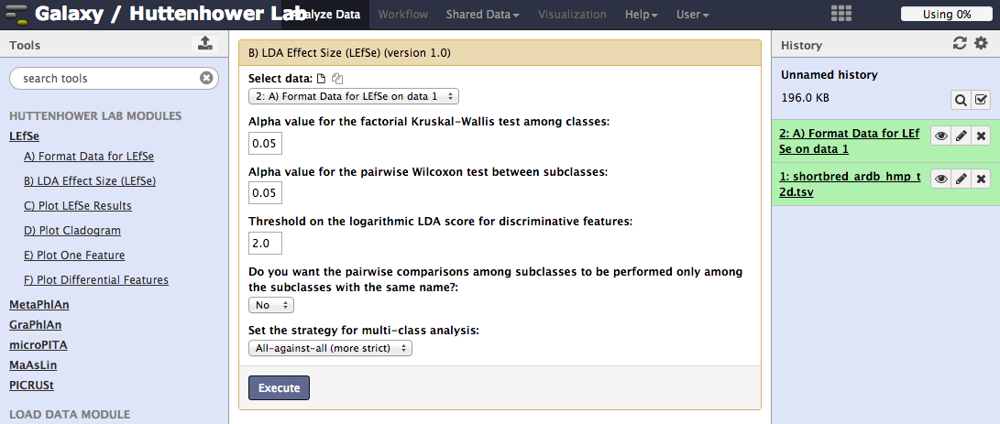 Galaxy / Huttenhower Lab
Analyze Data Workflow Shared Data Visualization Help User
Using 0%
Tools
search tools
HUTTENHOWER LAB MODULES
LEfSe
A) Format Data for LEfSe
B) LDA Effect Size (LEfSe)
C) Plot LEfSe Results
D) Plot Cladogram
E) Plot One Feature
F) Plot Differential Features
MetaPhlAn
GraPhlAn
microPITA
MaAsLin
PICRUSt
LOAD DATA MODULE
B) LDA Effect Size (LEfSe) (version 1.0)
Select data:
2: A) Format Data for LEfSe on data 1
Alpha value for the factorial Kruskal-Wallis test among classes:
0.05
Alpha value for the pairwise Wilcoxon test between subclasses:
0.05
Threshold on the logarithmic LDA score for discriminative features:
2.0
Do you want the pairwise comparisons among subclasses to be performed only among
the subclasses with the same name?:
No
Set the strategy for multi-class analysis:
All-against-all (more strict)
Execute
History
Unnamed history
196.0 KB
2: A) Format Data for LEf
Se on data 1
1: shortbred_ardb_hmp_t
2d.tsv